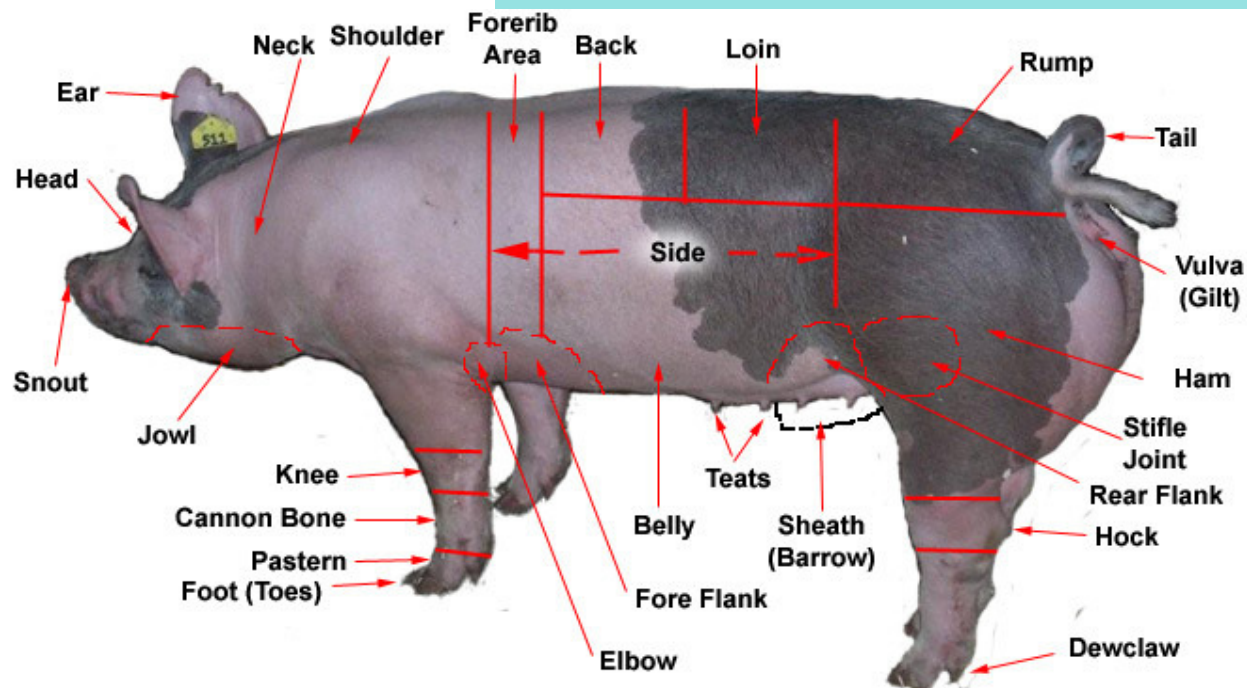 Forerib
Area
Back
Loin
Neck
Shoulder
Rump
Ear
511
Tail
Head
Side
Vulva
(Gilt)
Snout
Jowl
Ham
Stifle
Joint
Knee
Teats
Rear Flank
Cannon Bone
Belly
Sheath
(Barrow)
Hock
Pastern
Foot (Toes)
Fore Flank
Elbow
Dewclaw